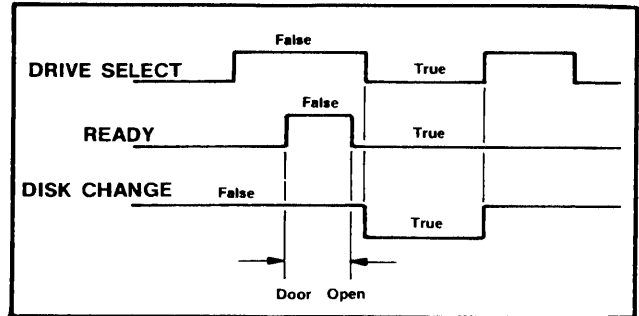 False
DRIVE SELECT
True
False
READY
True
DISK CHANGE
False
True
Door Open